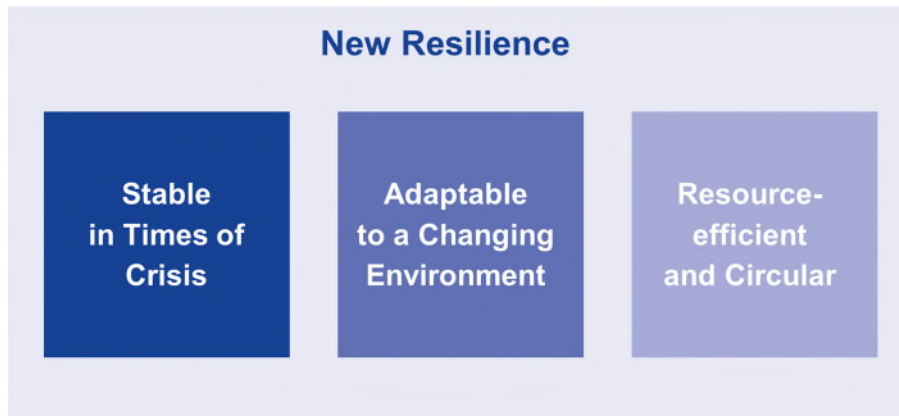 New Resilience
Stable
in Times of
Crisis
Adaptable
to a Changing
Environment
Resource-
efficient
and Circular